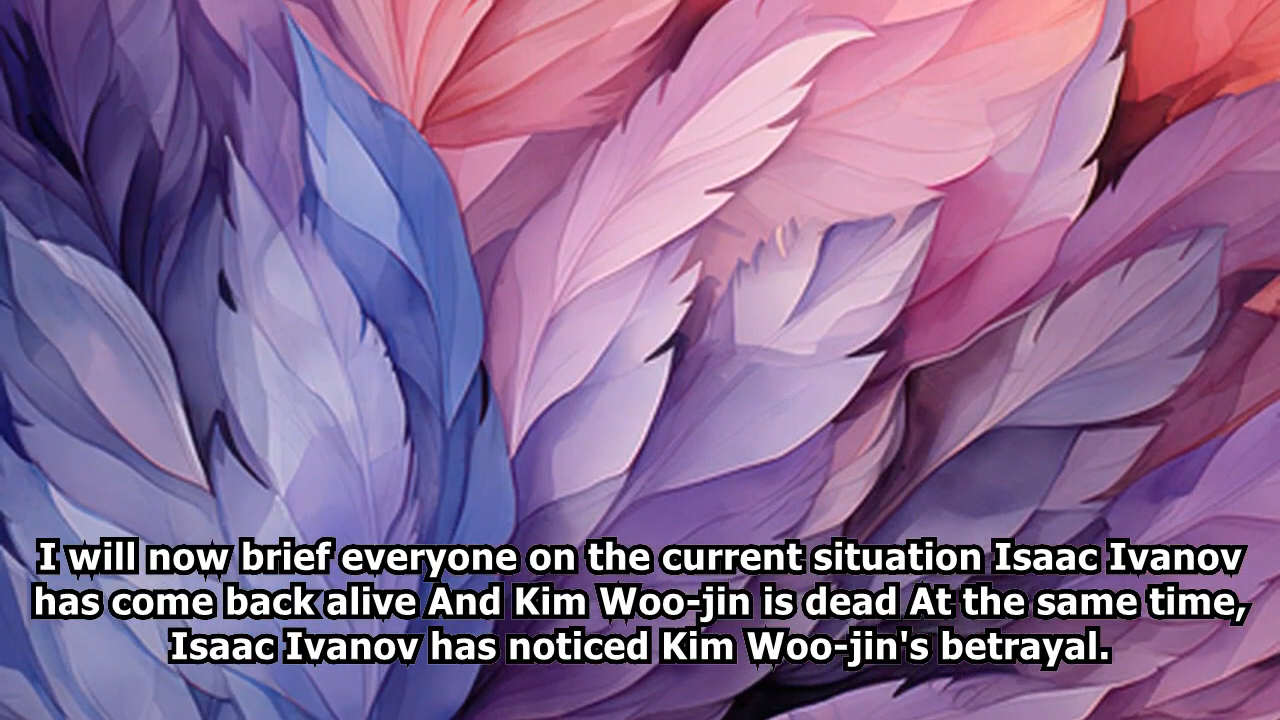 I will now brief everyone on the current situation Isaac Ivanov
has come back alive And Kim Woo-jin is dead At the same time,
Isaac Ivanov has noticed Kim Woo-jin's betrayal.